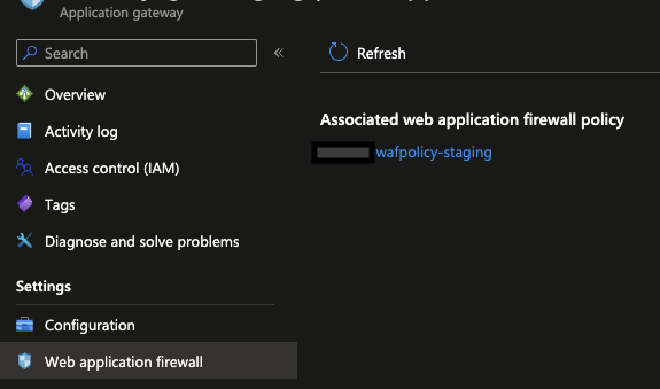 Application gateway
Search
«
Refresh
Overview
Associated web application firewall policy
Activity log
wafpolicy-staging
Access control (IAM)
Tags
Diagnose and solve problems
Settings
Configuration
Web application firewall